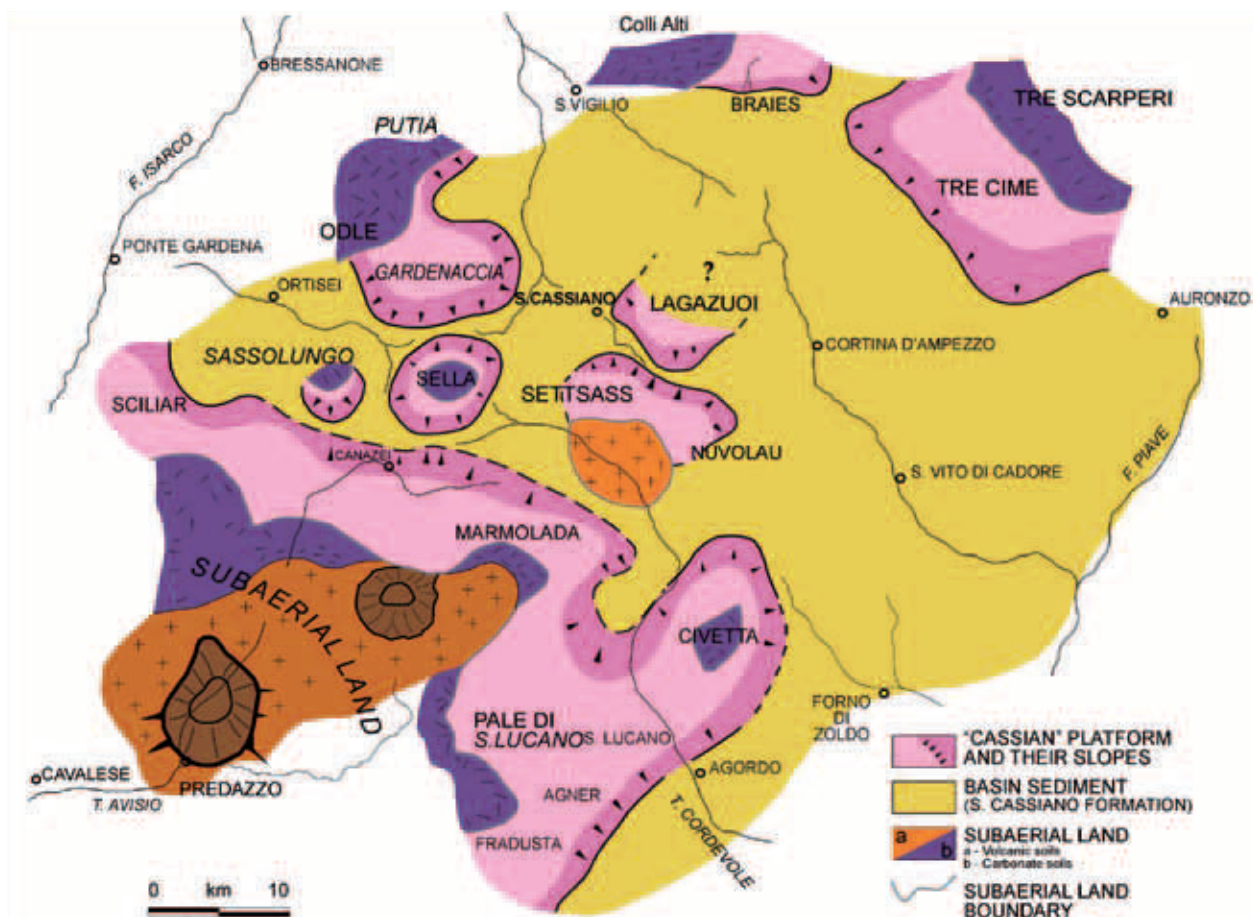 Colli Alti
BRESSANONE
S.VIGILIO
BRAIES
TRE SCARPERI
PUTIA
F. ISARCO
TRE CIME
ODLE
PONTE GARDENA
GARDENACCIA
?
ORTISEI
S.CASSIANO
LAGAZUOI
AURONZO
SASSOLUNGO
CORTINA D'AMPEZZO
SELLA
SETTSASS
SCILIAR
CANAZEI
NUVOLAU
S. VITO DI CADORE
F. PIAVE
MARMOLADA
SUBAERIAL LAND
CIVETTA
FORNO
DI
ZOLDO
PALE DI
S.LUCANO
S. LUCANO
CAVALESE
PREDAZZO
T. AVISIO
AGORDO
AGNER
T. CORDEVOLE
FRADUSTA
"CASSIAN" PLATFORM
AND THEIR SLOPES
BASIN SEDIMENT
(S. CASSIANO FORMATION)
a
b
SUBAERIAL LAND
a - Volcanic soils
b - Carbonate soils
SUBAERIAL LAND
BOUNDARY
0 km 10